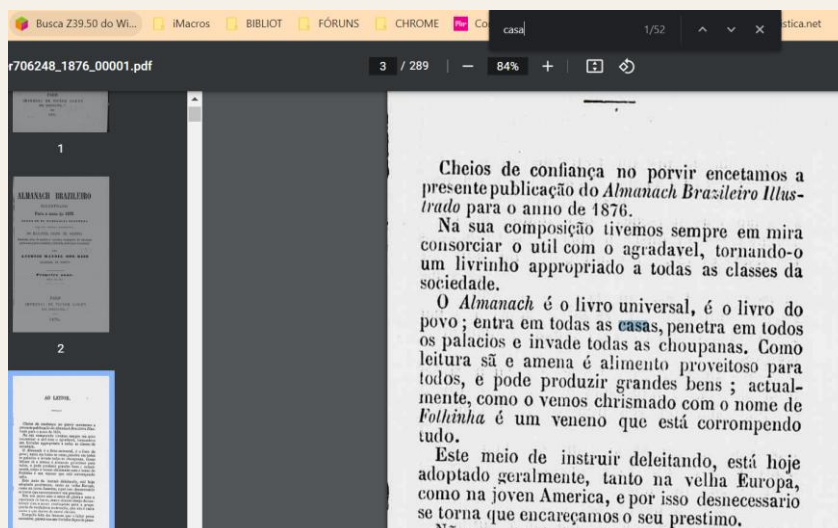 Busca Z39.50 do Wi...
iMacros
BIBLIOT
FÓRUNS
CHROME
Co
casa
1/52
stica.net
r706248_1876_00001.pdf
3 / 289
84%
1
ALMANACH BRAZILEIRO
2
AO LEITOR.
Cheios de confiança no porvir encetamos a
presente publicação do Almanach Brazileiro Illus-
trado para o anno de 1876.
Na sua composição tivemos sempre em mira
consorciar o util com o agradavel, tornando-o
um livrinho appropriado a todas as classes da
sociedade.
O Almanach é o livro universal, é o livro do
povo ; entra em todas as casas, penetra em todos
os palacios e invade todas as choupanas. Como
leitura sã e amena é alimento proveitoso para
todos, e pode produzir grandes bens ; actual-
mente, como o vemos chrismado com o nome de
Folhinha é um veneno que está corrompendo
tudo.
Este meio de instruir deleitando, está hoje
adoptado geralmente, tanto na velha Europa,
como na joven America, e por isso desnecessario
se torna que encareçamos o seu prestimo.